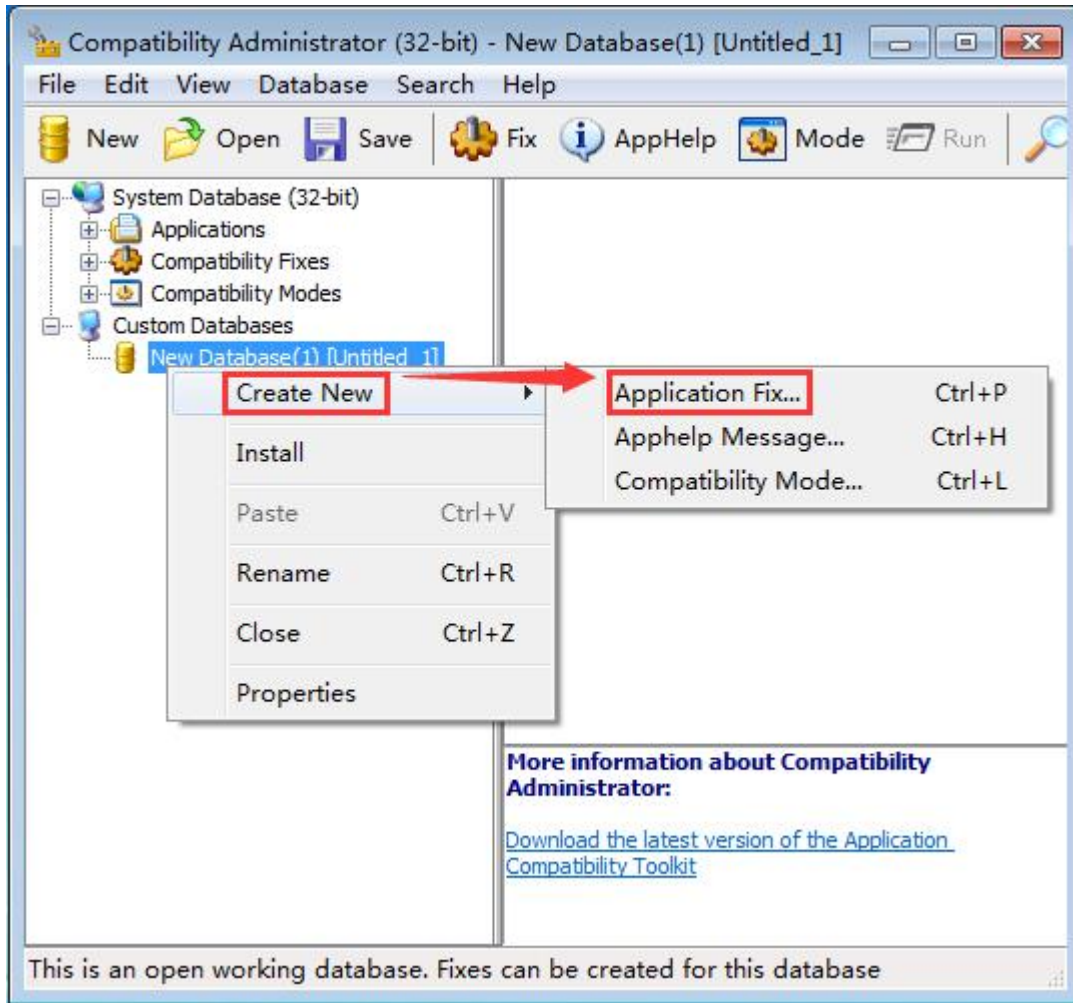 Compatibility Administrator (32-bit) - New Database(1) [Untitled_1]
File Edit View Database Search Help
New Open Save Fix AppHelp Mode Run
System Database (32-bit)
Applications
Compatibility Fixes
Compatibility Modes
Custom Databases
New Database(1) [Untitled_1]
Create New
Application Fix... Ctrl+P
Apphelp Message... Ctrl+H
Compatibility Mode... Ctrl+L
Install
Paste Ctrl+V
Rename Ctrl+R
Close Ctrl+Z
Properties
More information about Compatibility
Administrator:
Download the latest version of the Application
Compatibility Toolkit
This is an open working database. Fixes can be created for this database